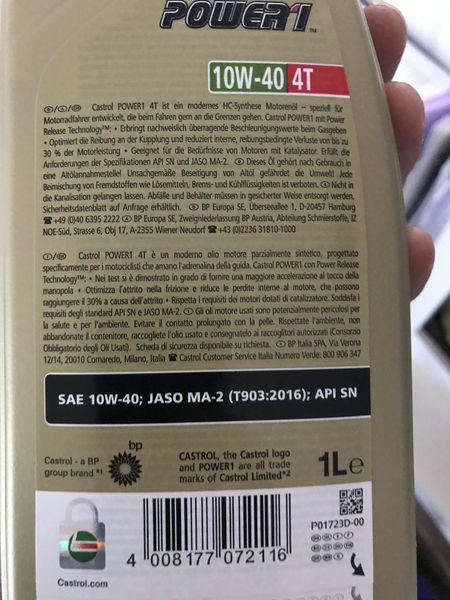 POWER1™
10W-40 4T
Castrol POWER1 4T ist ein modernes HC-Synthese Motorenöl – speziell für
Motorradfahrer entwickelt, die beim Fahren gern an die Grenzen gehen. Castrol POWER1 mit Power
Release Technology™: • Erbringt nachweislich überragende Beschleunigungswerte beim Gasgeben
• Optimiert die Reibung an der Kupplung und reduziert interne, reibungsbedingte Verluste von bis zu
30 % der Motorleistung • Geeignet für die Bedürfnisse von Motoren mit Katalysator. Erfüllt die
Anforderungen der Spezifikationen API SN und JASO MA-2. Dieses Öl gehört nach Gebrauch in
eine Altölannahmestelle! Unsachgemäße Beseitigung von Altöl gefährdet die Umwelt! Jede
Beimischung von Fremdstoffen wie Lösemitteln, Brems- und Kühlflüssigkeit ist verboten. Nicht in
die Kanalisation gelangen lassen. Abfälle und Behälter müssen in gesicherter Weise entsorgt werden,
Sicherheitsdatenblatt auf Anfrage erhältlich. BP Europa SE, Überseeallee 1, D-20457 Hamburg
☎ +49 (0)40 6395 2222 BP Europa SE, Zweigniederlassung BP Austria, Abteilung Schmierstoffe, IZ
NOE-Süd, Strasse 6, Obj 17, A-2355 Wiener Neudorf ☎ +43 (0)2236 31810-1000
Castrol POWER1 4T è un moderno olio motore parzialmente sintetico, progettato
specificamente per i motociclisti che amano l'adrenalina della guida. Castrol POWER1 con Power Release
Technology™: • Nei test si è dimostrato in grado di fornire una maggiore accelerazione al tocco della
manopola • Ottimizza l'attrito nella frizione e riduce le perdite interne al motore, che possono
raggiungere il 30% a causa dell'attrito • Rispetta i requisiti dei motori dotati di catalizzatore. Soddisfa i
requisiti degli standard API SN e JASO MA-2. Gli oli motore usati sono potenzialmente pericolosi per
la salute e per l'ambiente. Evitare il contatto prolungato con la pelle. Rispettate l'ambiente, non
abbandonate il contenitore, raccogliete l'olio usato e consegnatelo ai raccoglitori autorizzati (Consorzio
Obbligatorio degli Oli Usati). Scheda di sicurezza disponibile su richiesta. BP Italia SPA, Via Verona
12/14, 20010 Cornaredo, Milano, Italia ☎ Castrol Customer Service Italia Numero Verde: 800 906 347
SAE 10W-40; JASO MA-2 (T903:2016); API SN
bp
Castrol - a BP
group brand *1
CASTROL, the Castrol logo
and POWER1 are all trade
marks of Castrol Limited*2
1L e
P01723D-00
4 008177 072116
Castrol.com